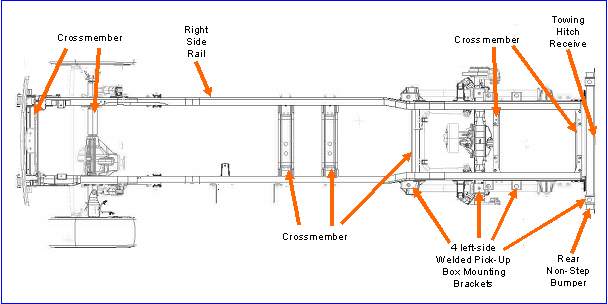 Crossmember
Right
Side
Rail
Crossmember
Towing
Hitch
Receive
Crossmember
4 left-side
Welded Pick-Up
Box Mounting
Brackets
Rear
Non-Step
Bumper